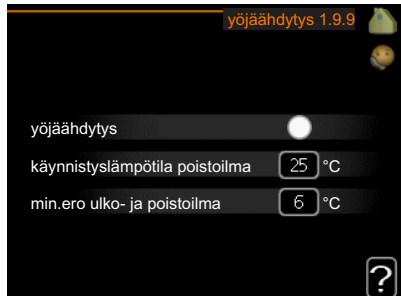 yöjäähdytys 1.9.9
yöjäähdytys
käynnistyslämpötila poistoilma 25 °C
min.ero ulko- ja poistoilma 6 °C
?